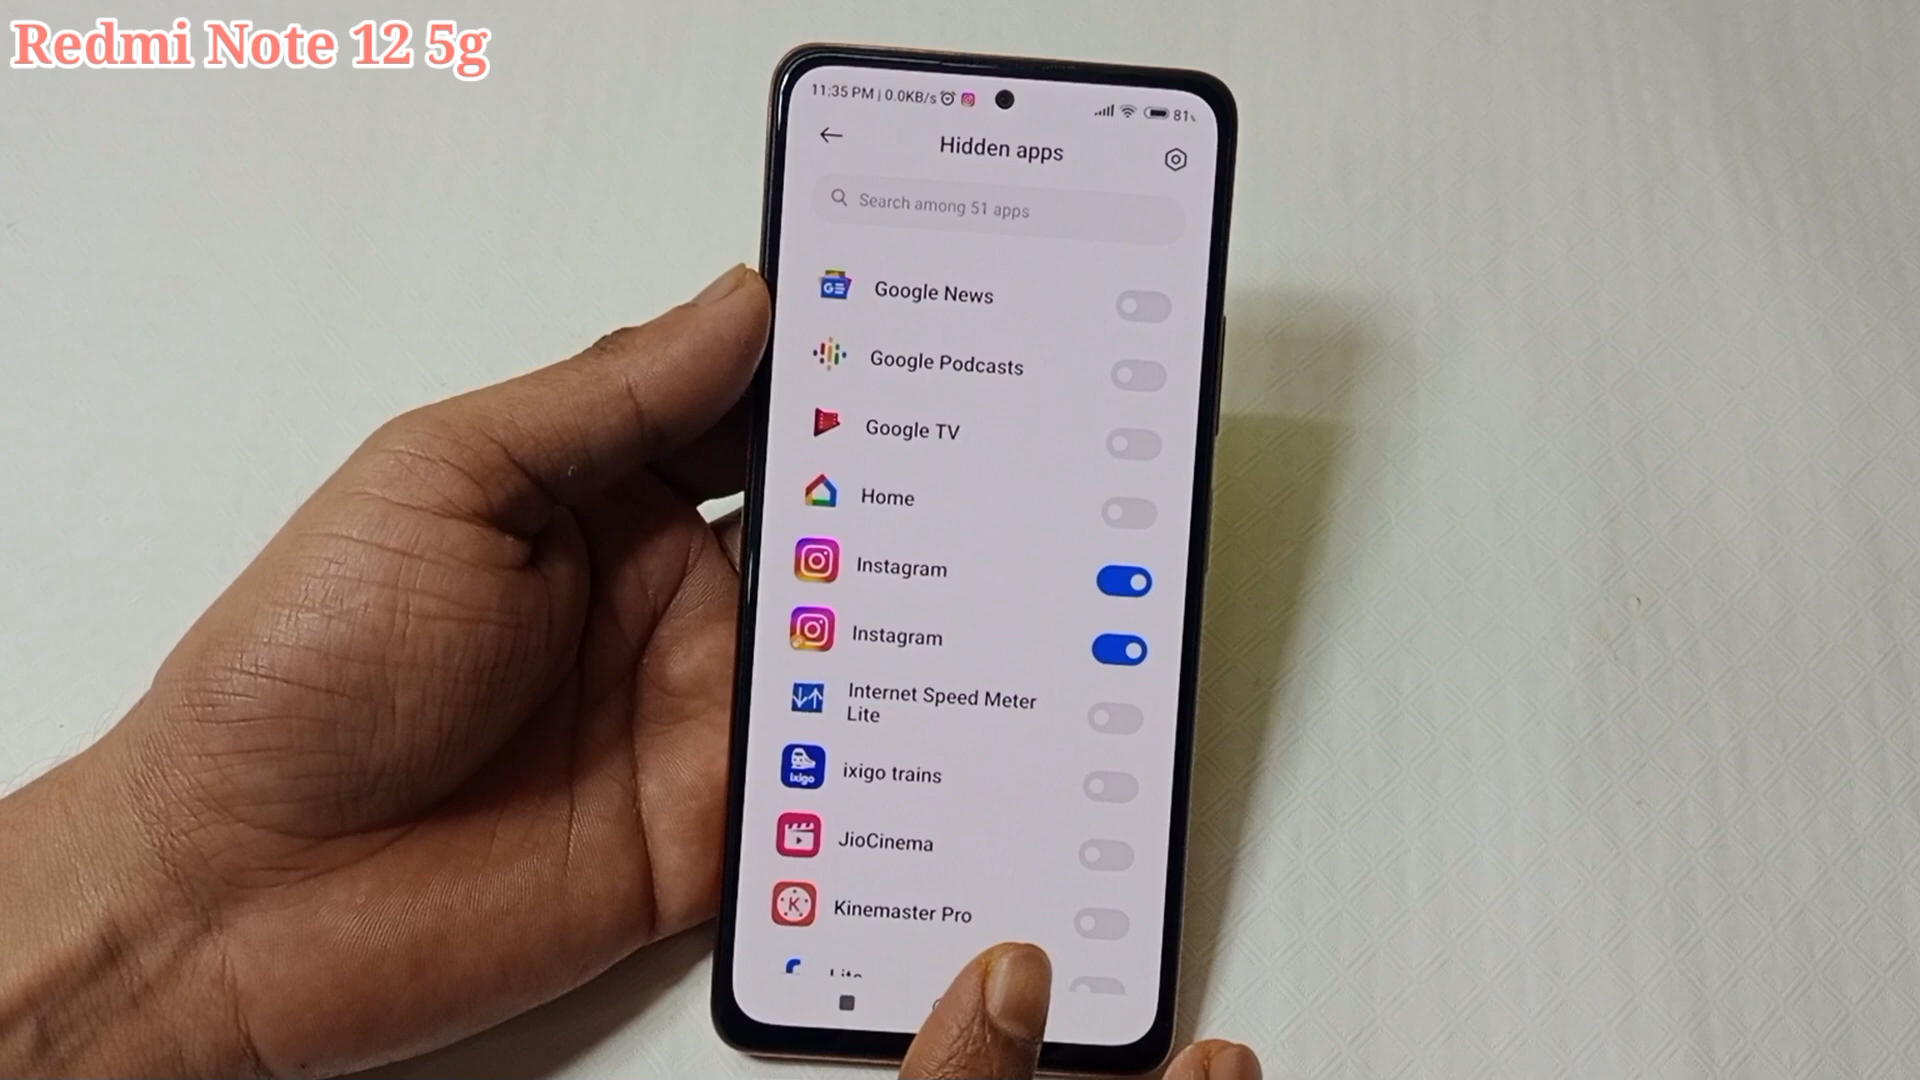 Redmi Note 12 5g
11:35 PM | 0.0KB/s
81%
Hidden apps
Search among 51 apps
Google News
Google Podcasts
Google TV
Home
Instagram
Instagram
Internet Speed Meter
Lite
ixigo trains
ixigo
JioCinema
Kinemaster Pro
K